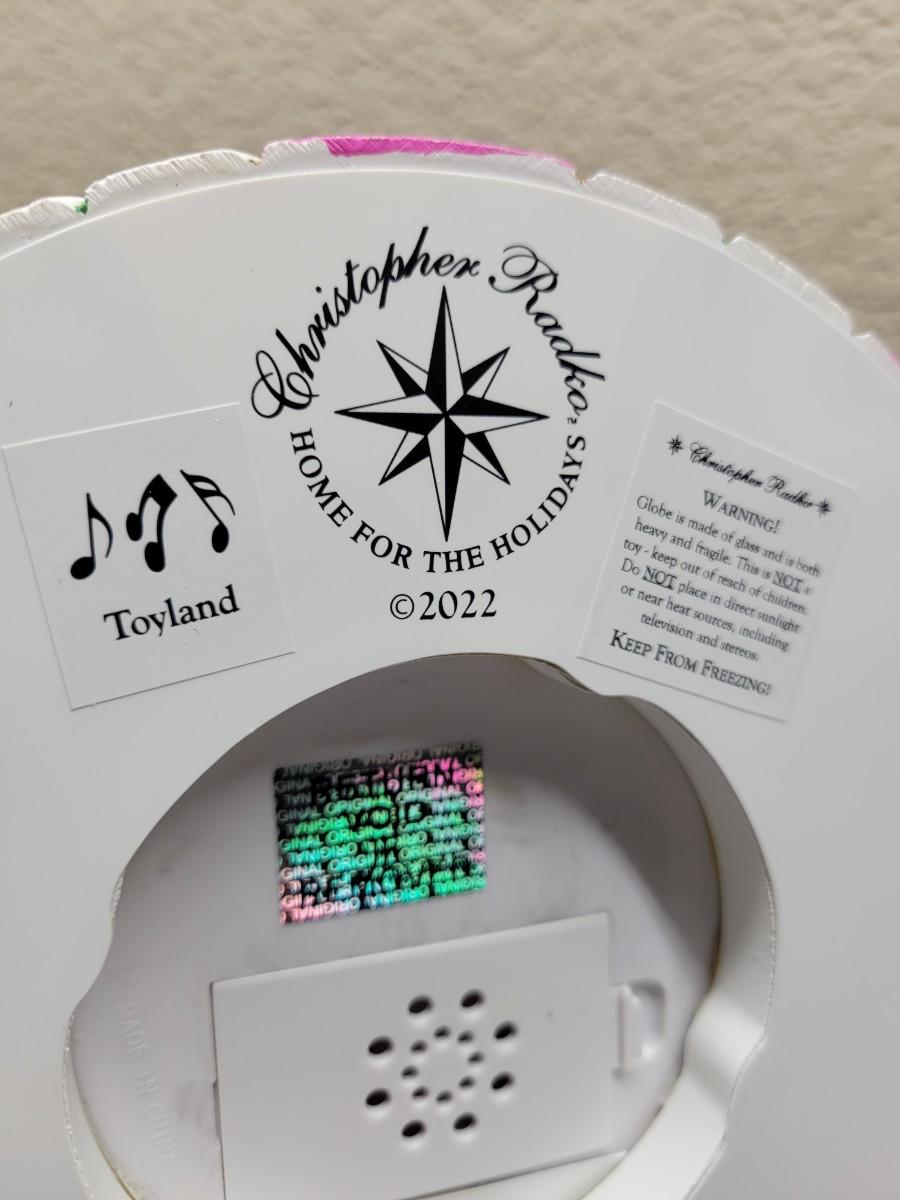 Christopher Radko®
HOME FOR THE HOLIDAYS
©2022
Toyland
Christopher Radko
WARNING!
Globe is made of glass and is both
heavy and fragile. This is NOT a
toy - keep out of reach of children.
Do NOT place in direct sunlight
or near heat sources, including
television and stereos.
KEEP FROM FREEZING!
ORIGINAL ORIGINAL
MADE IN CHINA